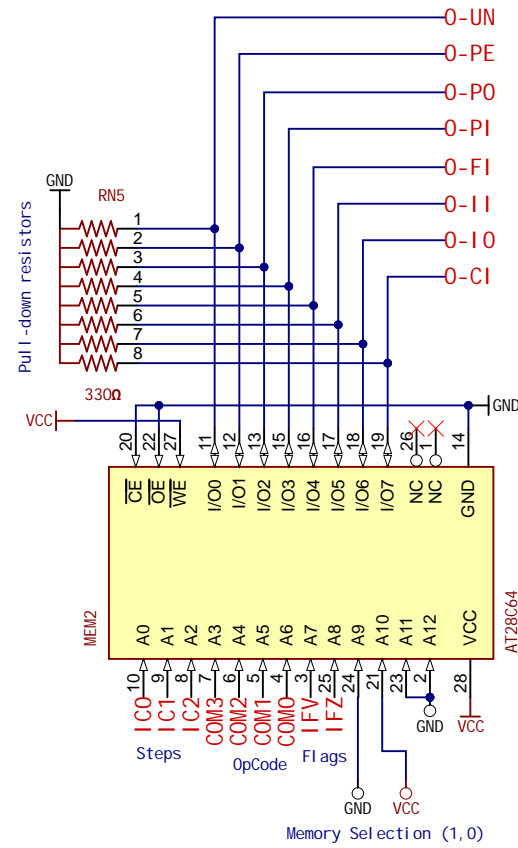 O-UN
O-PE
O-PO
O-PI
O-FI
O-II
O-IO
O-CI
GND
RN5
Pull-down resistors
1
2
3
4
5
6
7
8
330Ω
VCC
GND
20 22 27 11 12 13 15 16 17 18 19 26 1 14
CE OE WE I/O0 I/O1 I/O2 I/O3 I/O4 I/O5 I/O6 I/O7 NC NC GND
MEM2
AT28C64
A0 A1 A2 A3 A4 A5 A6 A7 A8 A9 A10 A11 A12 VCC
10 9 8 7 6 5 4 3 25 24 21 23 2 28
IC0 IC1 IC2 COM3 COM2 COM1 COM0 IFV IFZ
GND
VCC
Steps
OpCode
Flags
GND
VCC
Memory Selection (1,0)